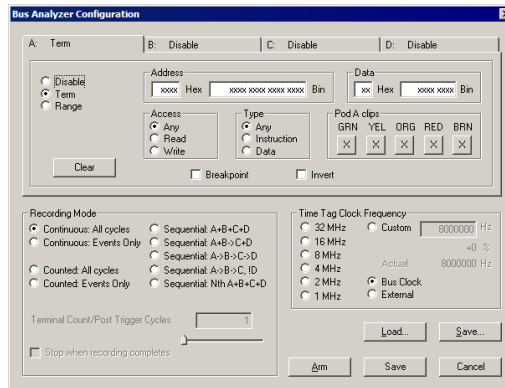 Bus Analyzer Configuration
A: Term
B: Disable
C: Disable
D: Disable
Disable
Term
Range
Clear
Address
xxxx Hex xxxx xxxx xxxx xxxx Bin
Data
xx Hex xxxx xxxx Bin
Access
Any
Read
Write
Type
Any
Instruction
Data
Pod A clips
GRN YEL ORG RED BRN
X X X X X
Breakpoint
Invert
Recording Mode
Continuous: All cycles
Continuous: Events Only
Counted: All cycles
Counted: Events Only
Sequential: A+B+C+D
Sequential: A+B->C+D
Sequential: A->B->C->D
Sequential: A->B->C, !D
Sequential: Nth A+B+C+D
Terminal Count/Post Trigger Cycles 1
Stop when recording completes
Time Tag Clock Frequency
32 MHz
16 MHz
8 MHz
4 MHz
2 MHz
1 MHz
Custom 8000000 Hz
+0 %
Actual : 8000000 Hz
Bus Clock
External
Load...
Save...
Arm
Save
Cancel